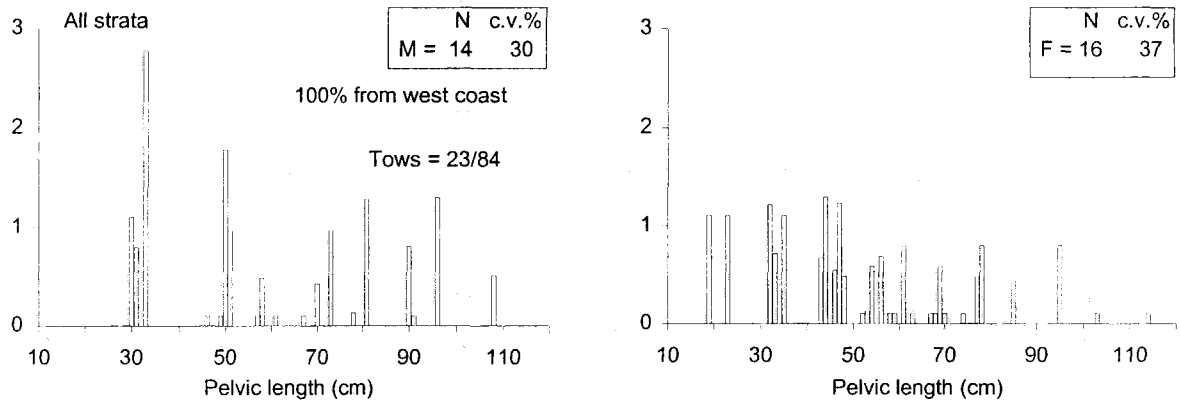 All strata
N c.v.%
M = 14 30
100% from west coast
Tows = 23/84
3
2
1
0
10 30 50 70 90 110
Pelvic length (cm)
N c.v.%
F = 16 37
3
2
1
0
10 30 50 70 90 110
Pelvic length (cm)